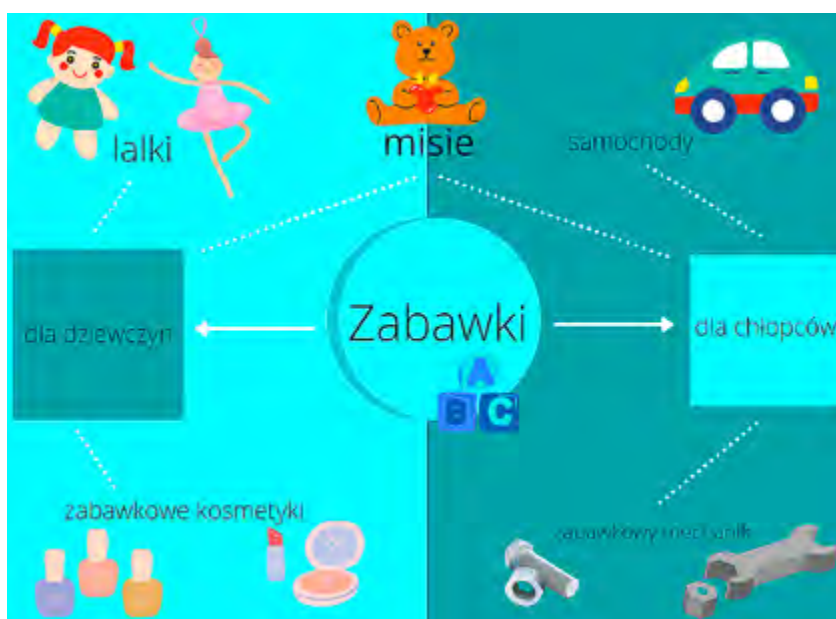 lalki
misie
samochody
dla dziewczyn
Zabawki
dla chłopców
A
B C
zabawkowe kosmetyki
zabawkowy mechanik